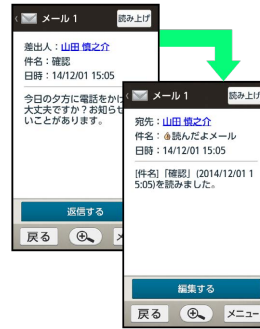 メール 1
読み上げ
差出人：山田 慎之介
件名：確認
日時：14/12/01 15:05
今日の夕方に電話をか
大丈夫ですか？お知ら
いことがあります。
返信する
戻る
メール 1
読み上げ
宛先：山田 慎之介
件名：読んだよメール
日時：14/12/01 15:05
[件名]「確認」(2014/12/01 1
5:05)を読みました。
編集する
戻る
メニュー